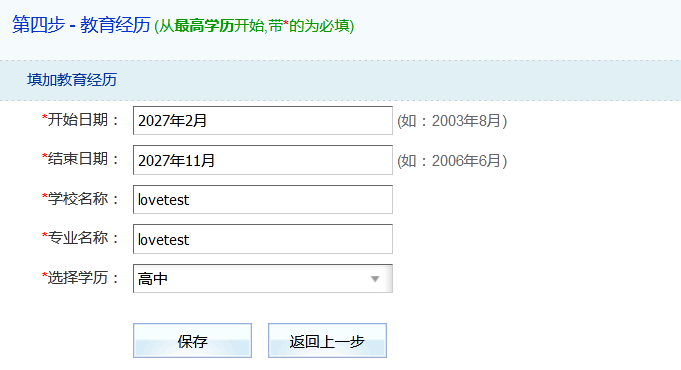 第四步 - 教育经历 (从最高学历开始,带*的为必填)
填加教育经历
*开始日期： 2027年2月 (如：2003年8月)
*结束日期： 2027年11月 (如：2006年6月)
*学校名称： lovetest
*专业名称： lovetest
*选择学历： 高中
保存 返回上一步